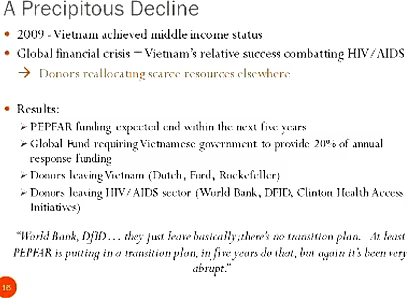 A Precipitous Decline
2009 - Vietnam achieved middle income status
Global financial crisis – Vietnam's relative success combatting HIV/AIDS
→ Donors reallocating scarce resources elsewhere
Results:
PEPFAR funding expected end within the next five years
Global Fund requiring Vietnamese government to provide 20% of annual
response funding
Donors leaving Vietnam (Dutch, Ford, Rockefeller)
Donors leaving HIV/AIDS sector (World Bank, DFID, Clinton Health Access
Initiatives)
"World Bank, DfID… they just leave basically; there's no transition plan. At least
PEPFAR is putting in a transition plan, in five years do that, but again it's been very
abrupt."
16